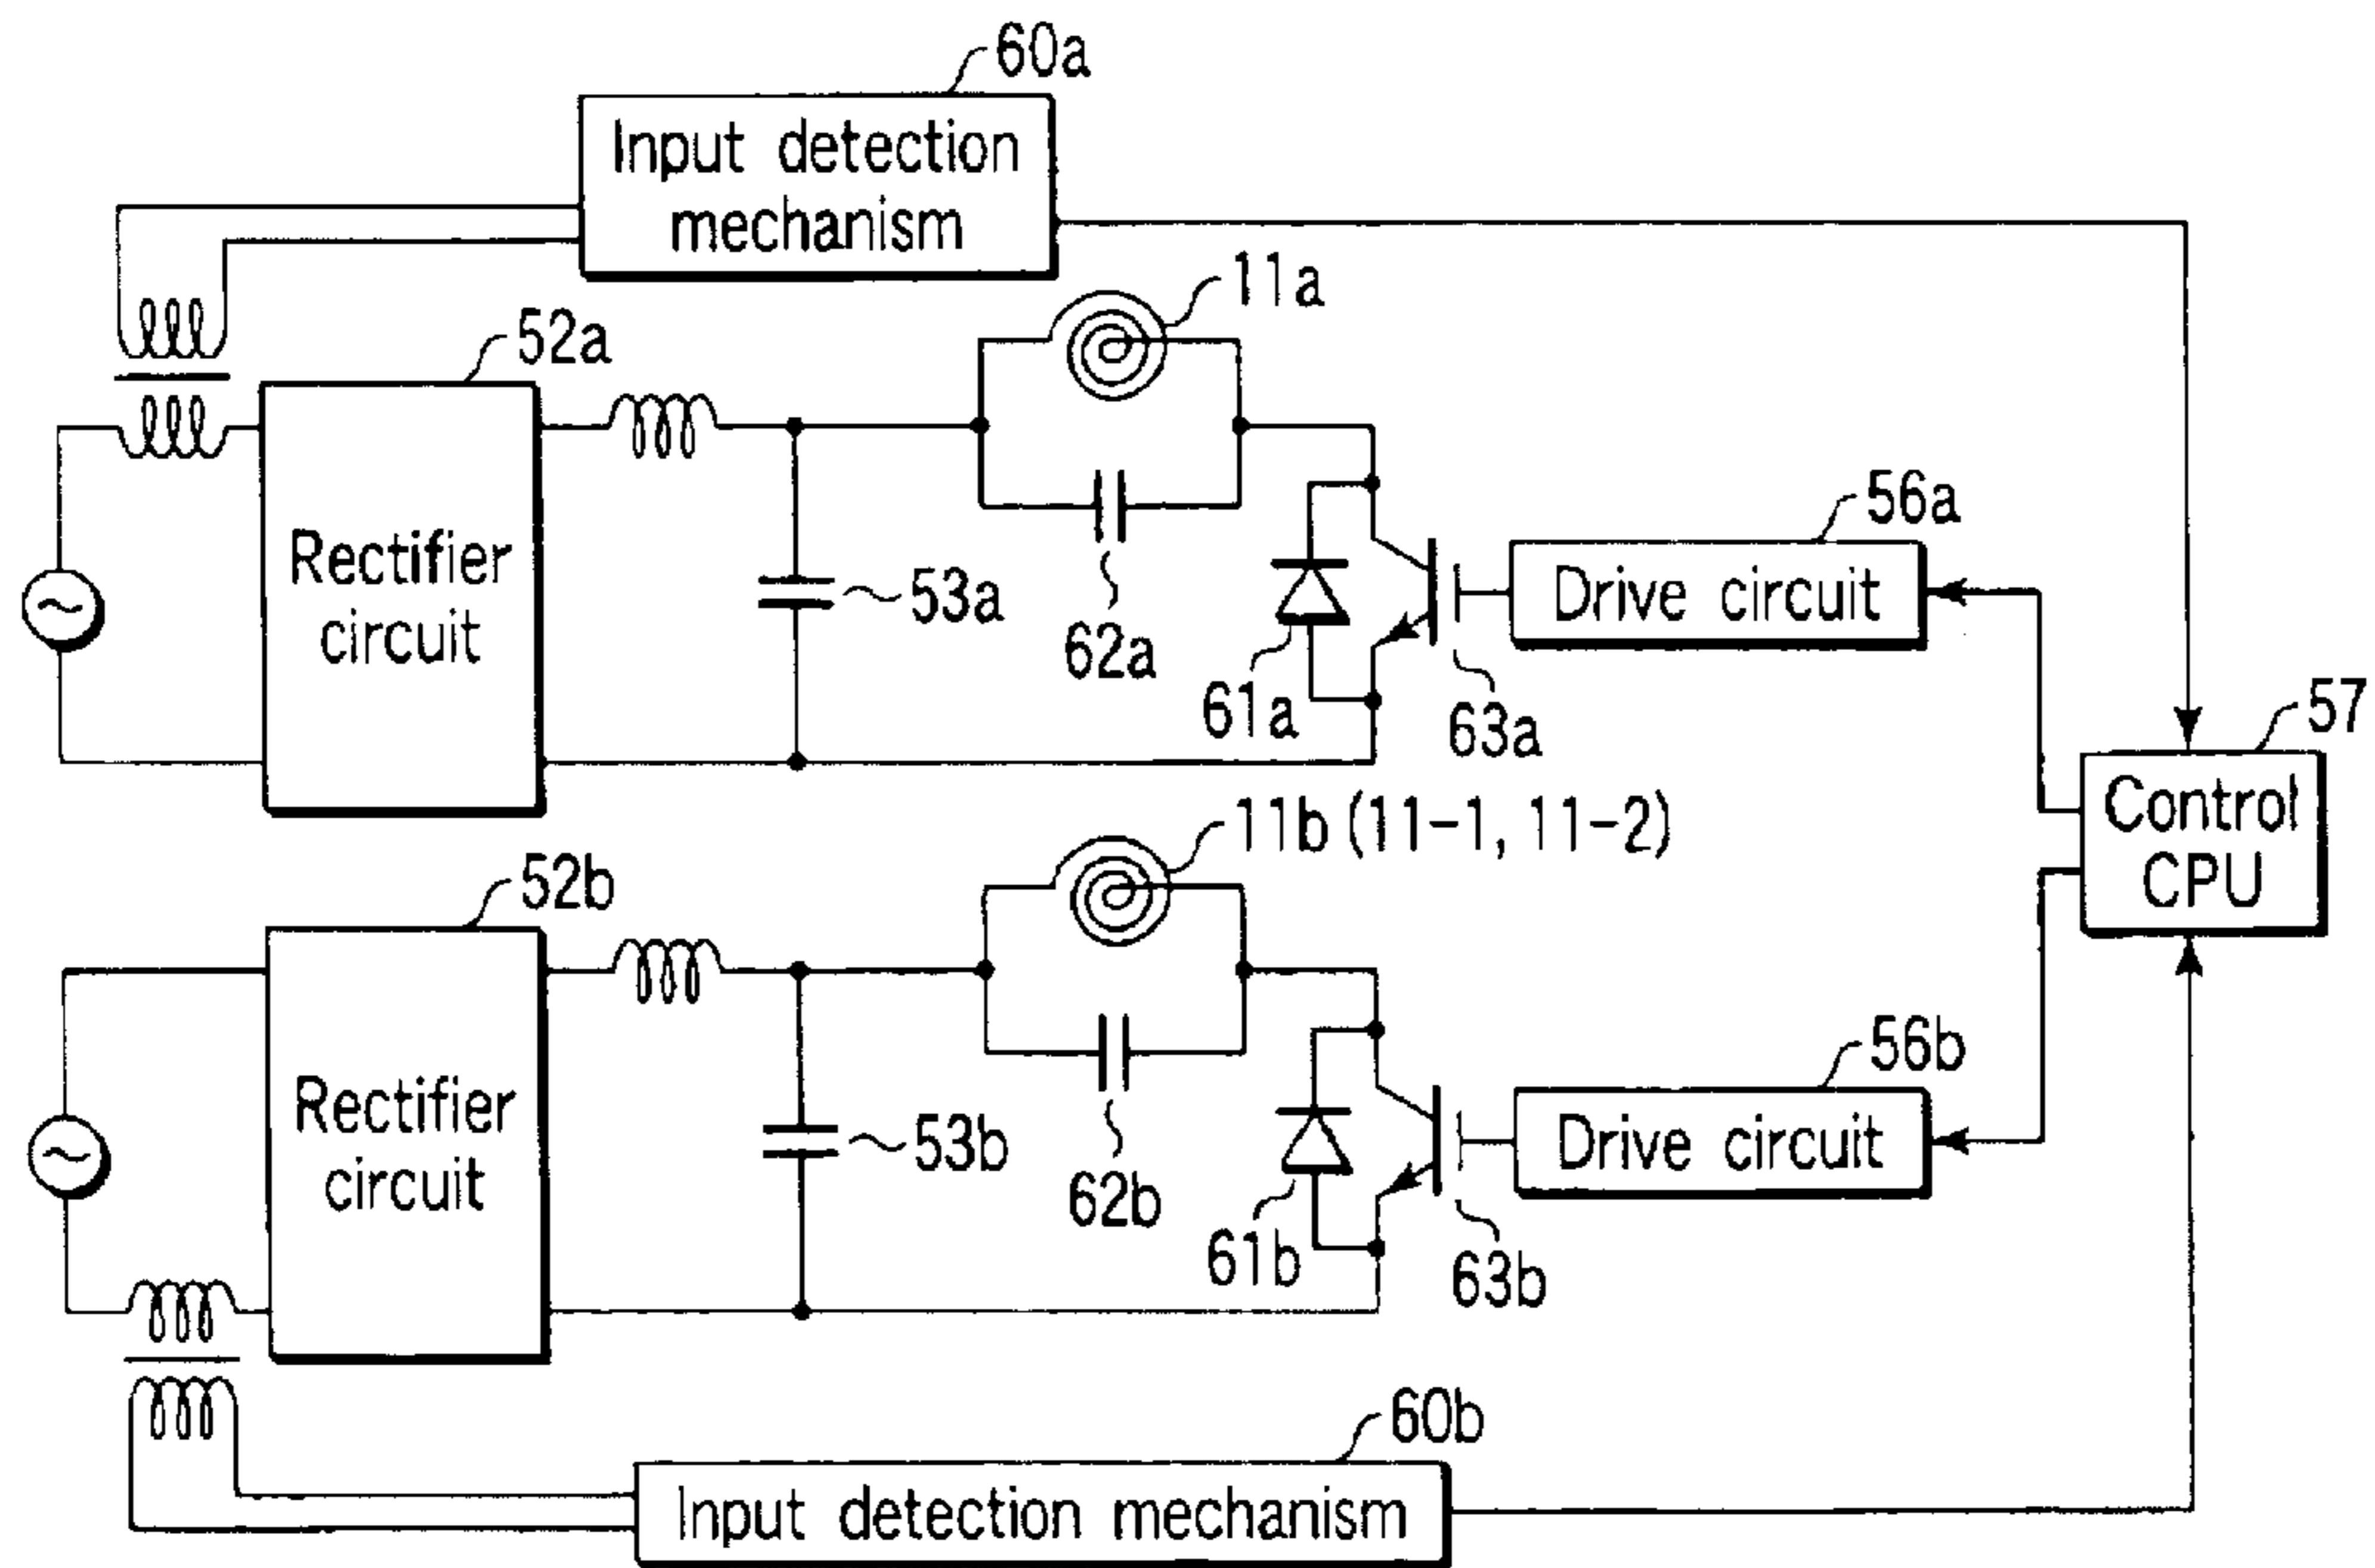 60a
Input detection
mechanism
11a
52a
Rectifier
circuit
53a
62a
61a
63a
56a
Drive circuit
57
Control
CPU
11b (11-1, 11-2)
52b
Rectifier
circuit
53b
62b
61b
63b
56b
Drive circuit
60b
Input detection mechanism